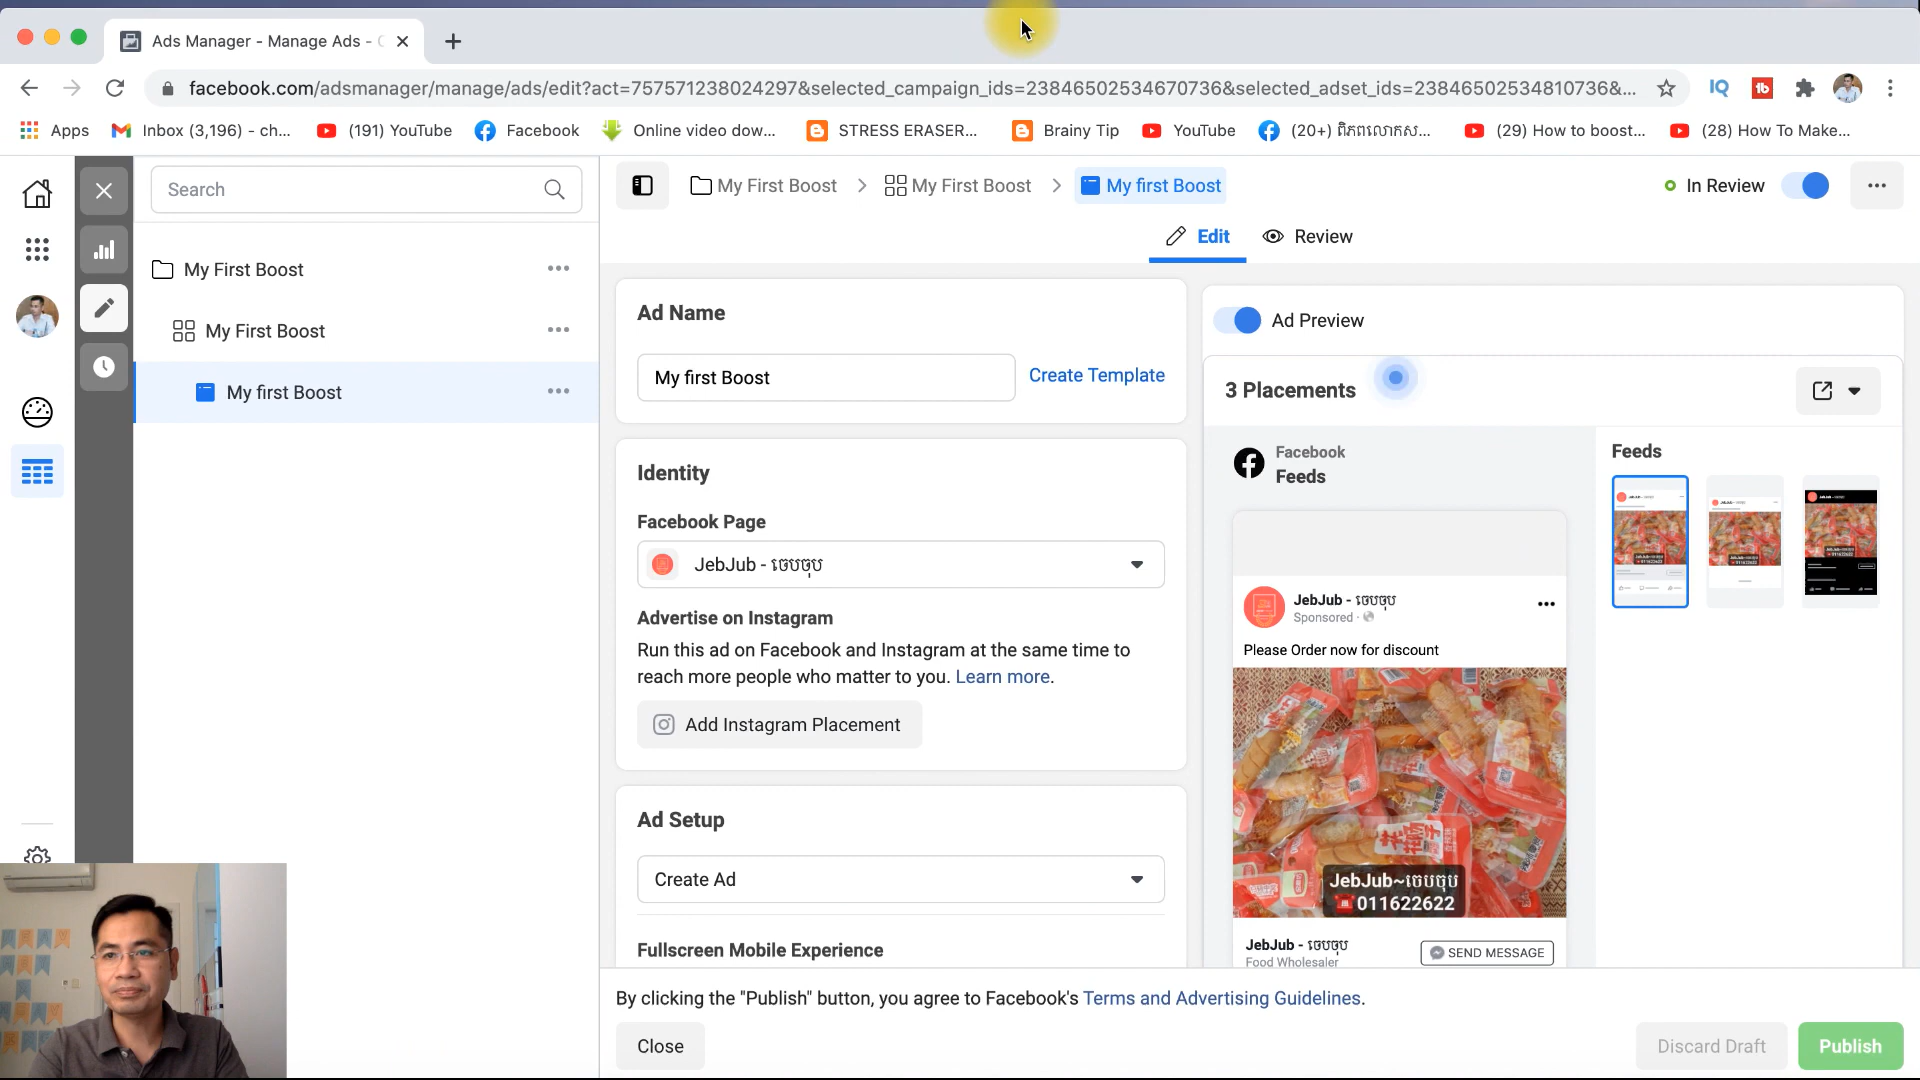 Ads Manager - Manage Ads - C
facebook.com/adsmanager/manage/ads/edit?act=757571238024297&selected_campaign_ids=23846502534670736&selected_adset_ids=23846502534810736&...
Apps
Inbox (3,196) - ch...
(191) YouTube
Facebook
Online video dow...
STRESS ERASER...
Brainy Tip
YouTube
(20+) ពិភពលោកស...
(29) How to boost...
(28) How To Make...
Search
My First Boost
My First Boost
My first Boost
My First Boost
My First Boost
My first Boost
In Review
Edit
Review
Ad Name
My first Boost
Create Template
Identity
Facebook Page
JebJub - ចេបចុប
Advertise on Instagram
Run this ad on Facebook and Instagram at the same time to
reach more people who matter to you. Learn more.
Add Instagram Placement
Ad Setup
Create Ad
Fullscreen Mobile Experience
Ad Preview
3 Placements
Facebook
Feeds
JebJub - ចេបចុប
Sponsored ·
Please Order now for discount
JebJub~ចេបចុប
011622622
JebJub - ចេបចុប
Food Wholesaler
SEND MESSAGE
Feeds
By clicking the "Publish" button, you agree to Facebook's Terms and Advertising Guidelines.
Close
Discard Draft
Publish